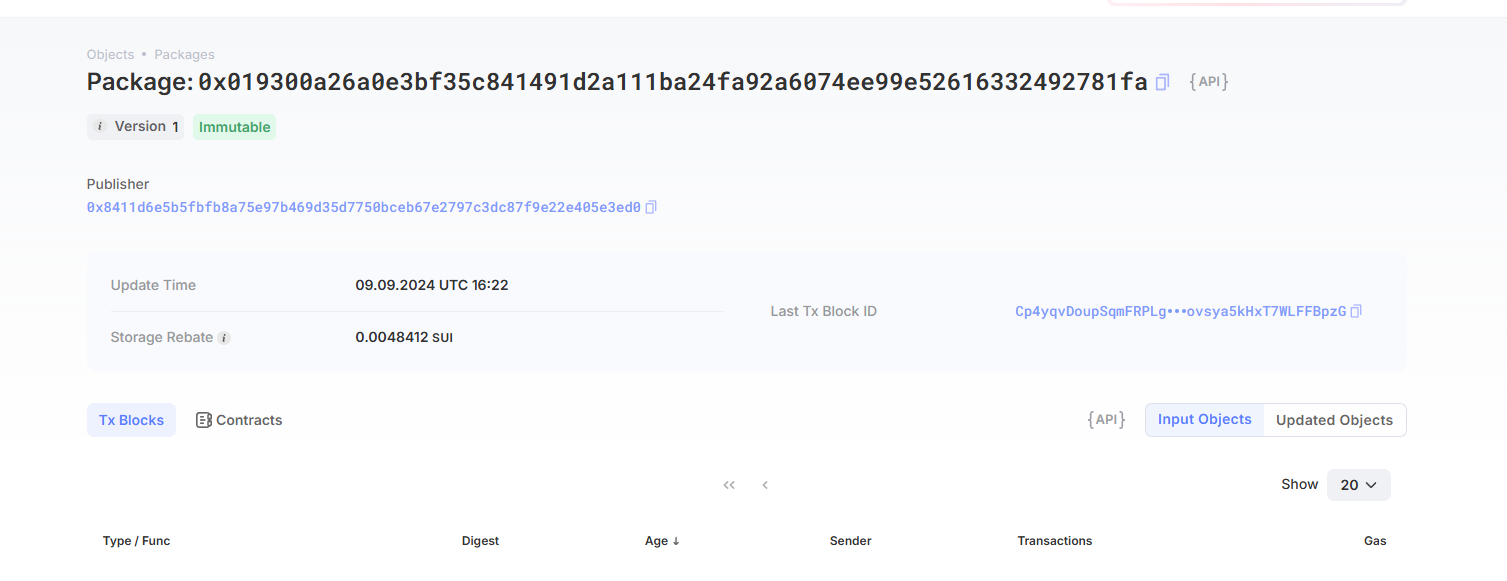 Objects • Packages
Package: 0x019300a26a0e3bf35c841491d2a111ba24fa92a6074ee99e52616332492781fa {API}
i Version 1 Immutable
Publisher
0x8411d6e5b5fbfb8a75e97b469d35d7750bceb67e2797c3dc87f9e22e405e3ed0
Update Time 09.09.2024 UTC 16:22
Last Tx Block ID Cp4yqvDoupSqmFRPLg•••ovsya5kHxT7WLFFBpzG
Storage Rebate i 0.0048412 SUI
Tx Blocks Contracts {API} Input Objects Updated Objects
« ‹ Show 20
Type / Func Digest Age ↓ Sender Transactions Gas